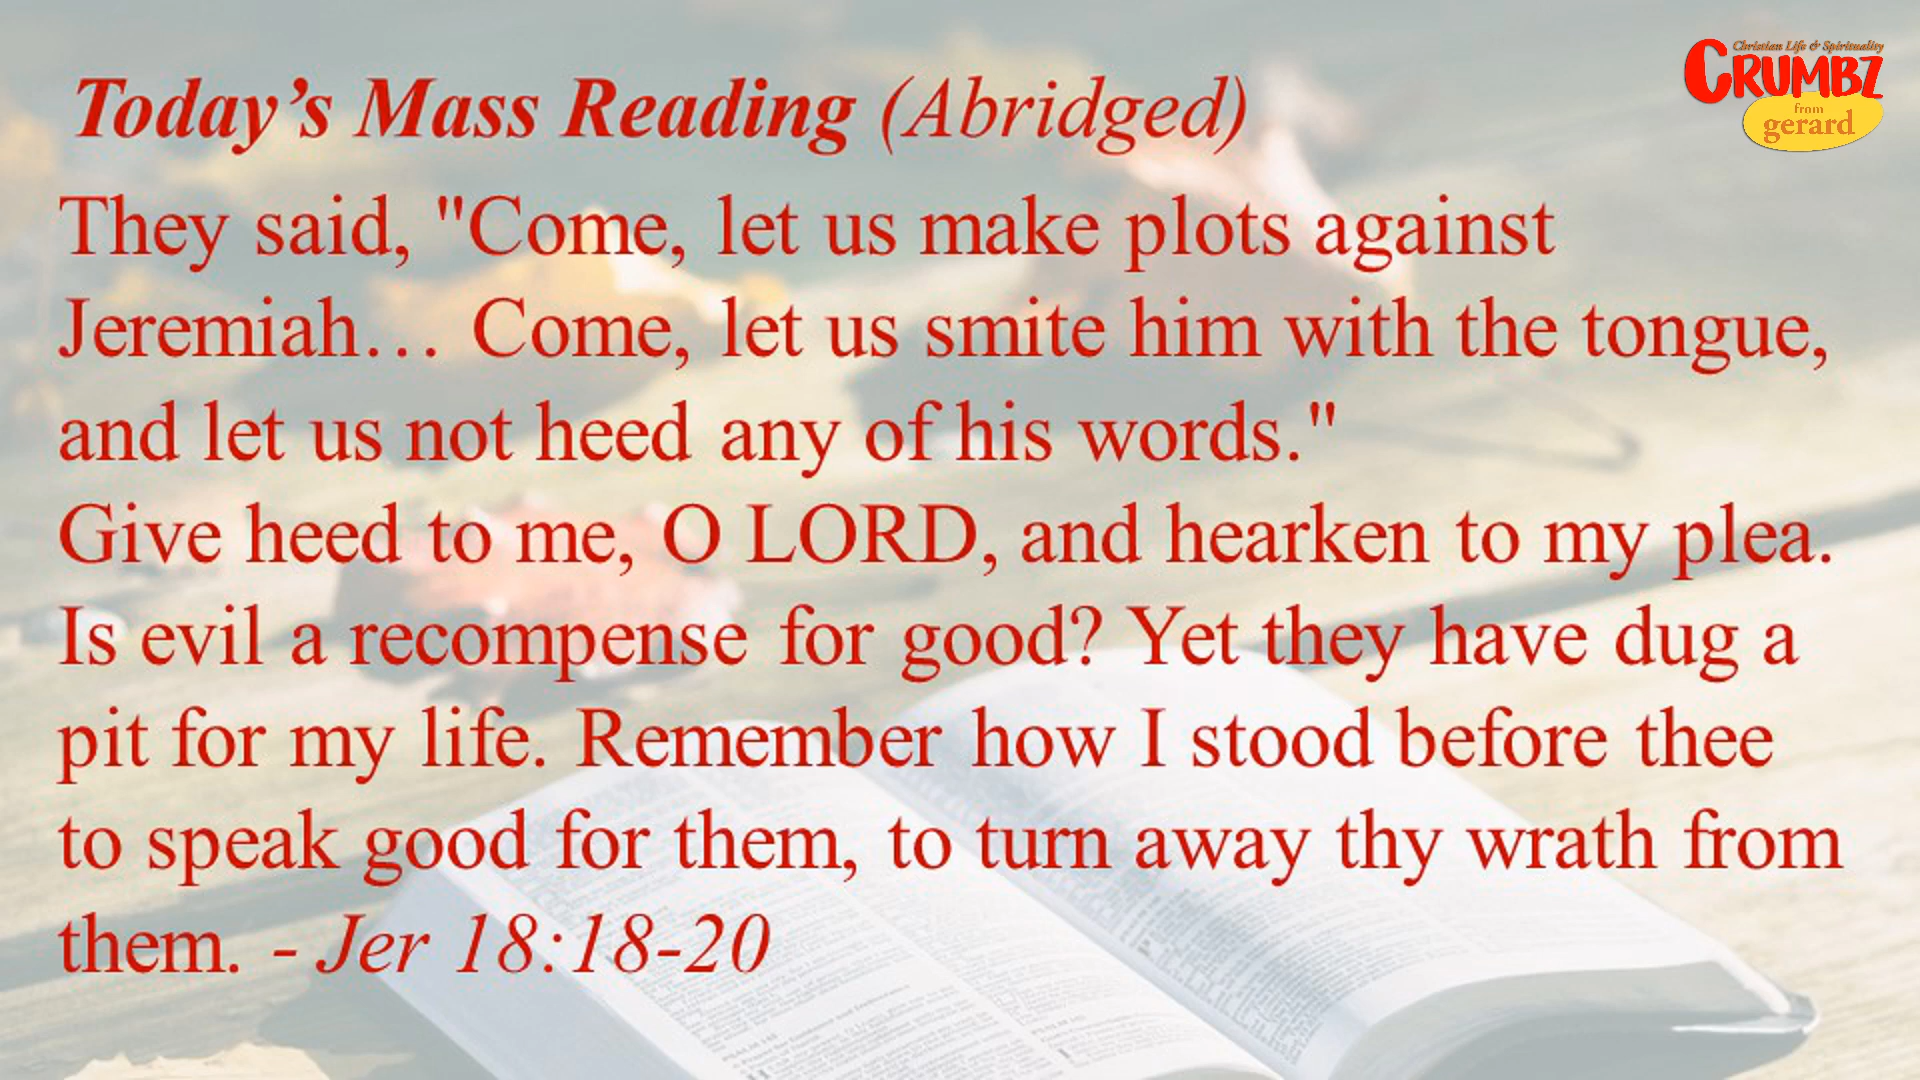 Christian Life & Spirituality
CRUMBZ
from
gerard
Today’s Mass Reading (Abridged)
They said, "Come, let us make plots against
Jeremiah… Come, let us smite him with the tongue,
and let us not heed any of his words."
Give heed to me, O LORD, and hearken to my plea.
Is evil a recompense for good? Yet they have dug a
pit for my life. Remember how I stood before thee
to speak good for them, to turn away thy wrath from
them. - Jer 18:18-20